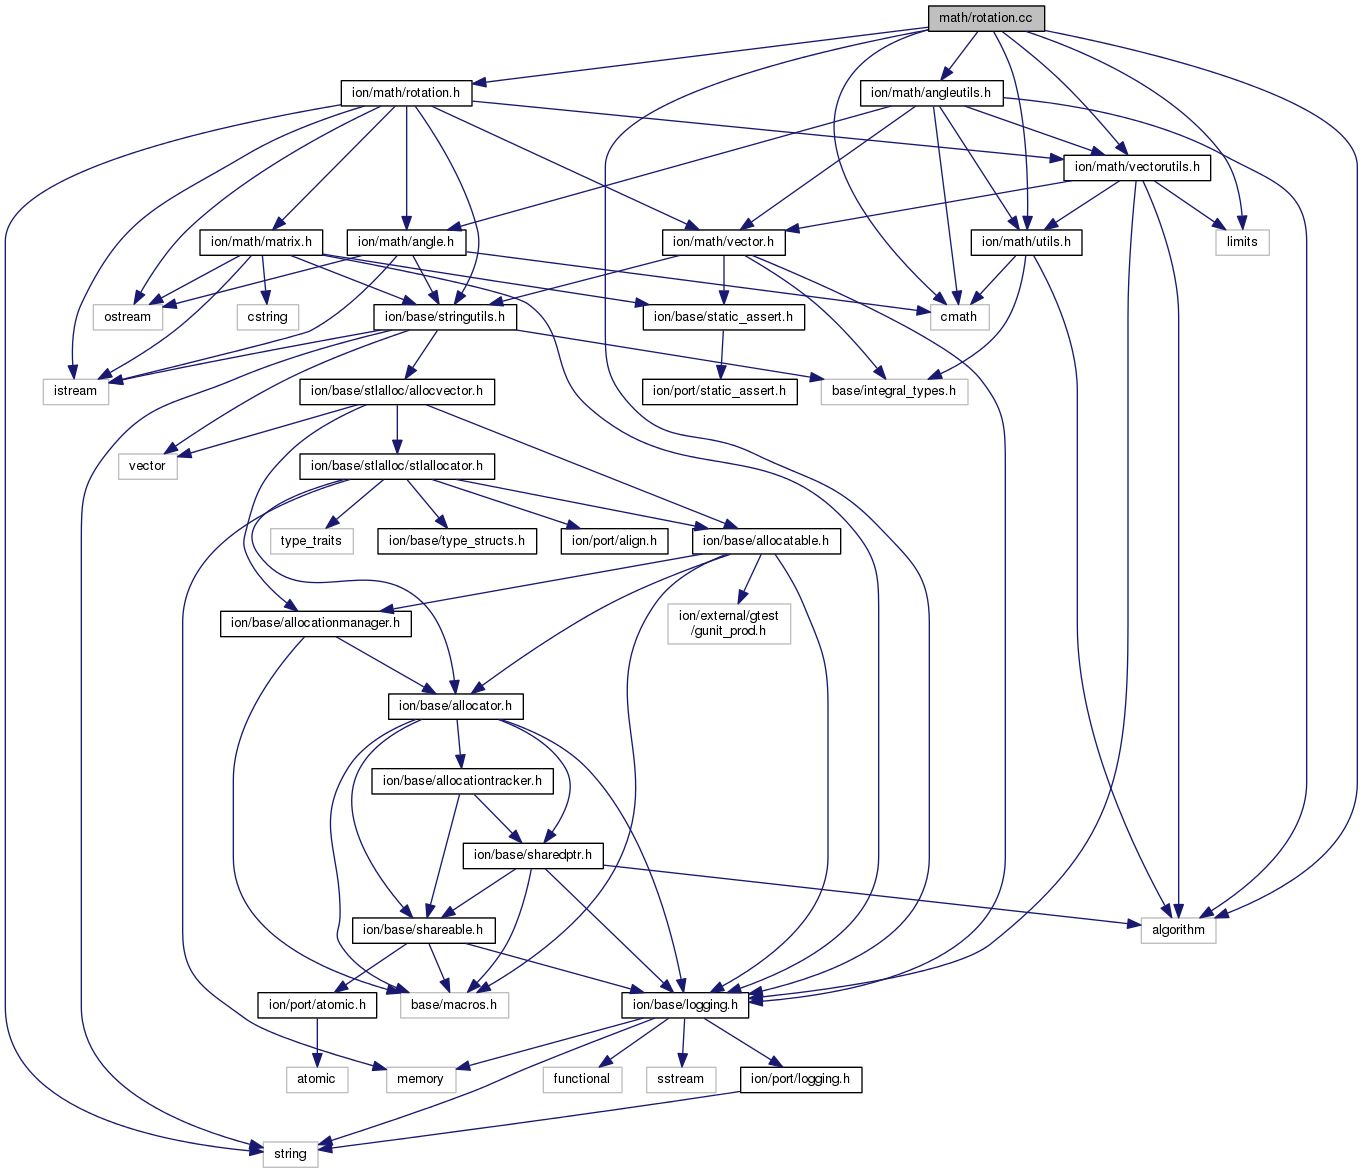 math/rotation.cc
ion/math/rotation.h
ion/math/angleutils.h
ion/math/vectorutils.h
ion/math/matrix.h
ion/math/angle.h
ion/math/vector.h
ion/math/utils.h
limits
ostream
cstring
ion/base/stringutils.h
ion/base/static_assert.h
cmath
istream
ion/base/stlalloc/allocvector.h
ion/port/static_assert.h
base/integral_types.h
vector
ion/base/stlalloc/stlallocator.h
type_traits
ion/base/type_structs.h
ion/port/align.h
ion/base/allocatable.h
ion/base/allocationmanager.h
ion/external/gtest
/gunit_prod.h
ion/base/allocator.h
ion/base/allocationtracker.h
ion/base/sharedptr.h
ion/base/shareable.h
algorithm
ion/port/atomic.h
base/macros.h
ion/base/logging.h
atomic
memory
functional
sstream
ion/port/logging.h
string